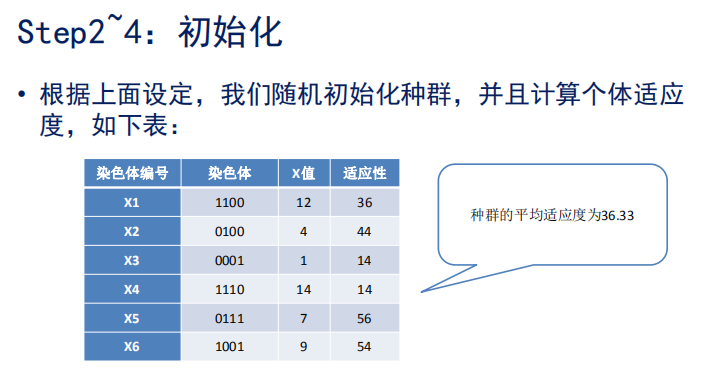 Step2~4：初始化
• 根据上面设定，我们随机初始化种群，并且计算个体适应
度，如下表：
染色体编号 染色体 X值 适应性
X1 1100 12 36
X2 0100 4 44
X3 0001 1 14
X4 1110 14 14
X5 0111 7 56
X6 1001 9 54
种群的平均适应度为36.33